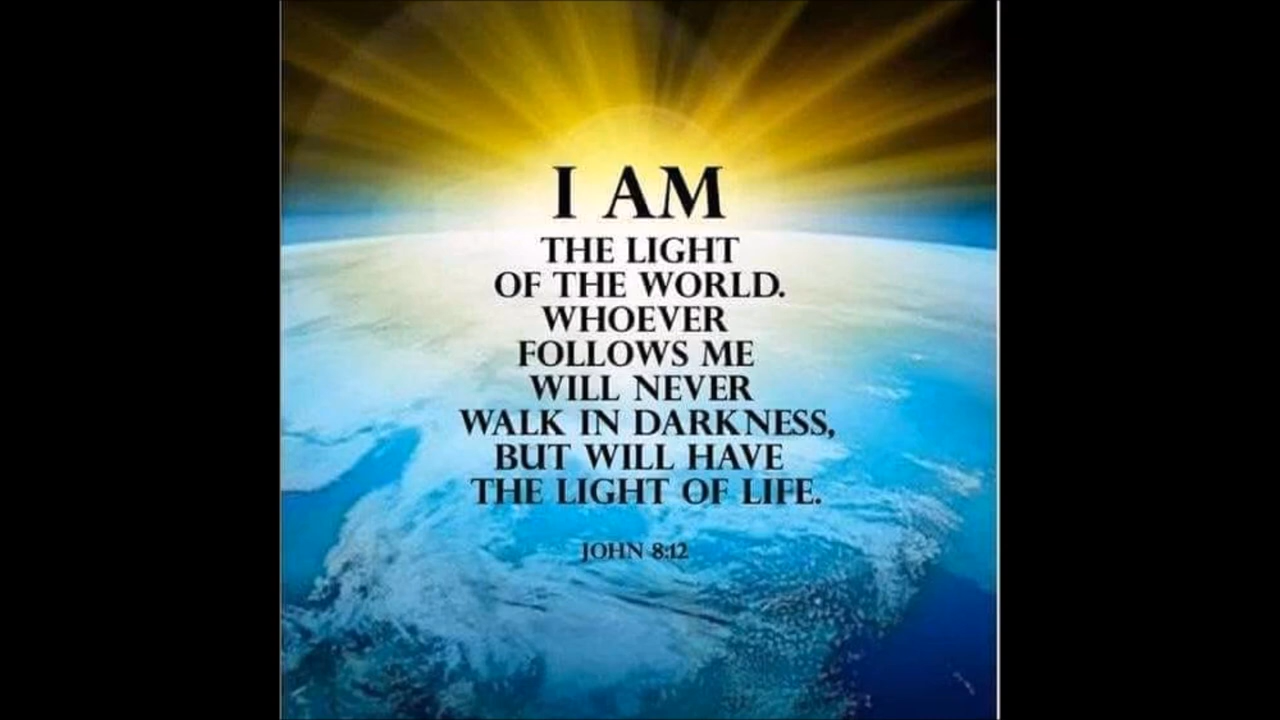 I AM
THE LIGHT
OF THE WORLD.
WHOEVER
FOLLOWS ME
WILL NEVER
WALK IN DARKNESS,
BUT WILL HAVE
THE LIGHT OF LIFE.
JOHN 8:12